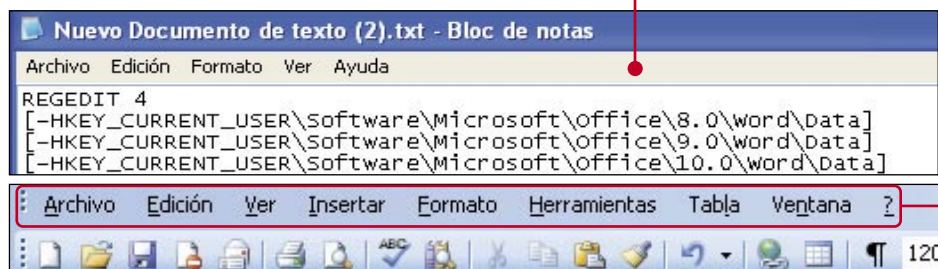 Nuevo Documento de texto (2).txt - Bloc de notas
Archivo Edición Formato Ver Ayuda
REGEDIT 4
[-HKEY_CURRENT_USER\Software\Microsoft\Office\8.0\Word\Data]
[-HKEY_CURRENT_USER\Software\Microsoft\Office\9.0\Word\Data]
[-HKEY_CURRENT_USER\Software\Microsoft\Office\10.0\Word\Data]
Archivo Edición Ver Insertar Formato Herramientas Tabla Ventana ?
ABC ¶ 120